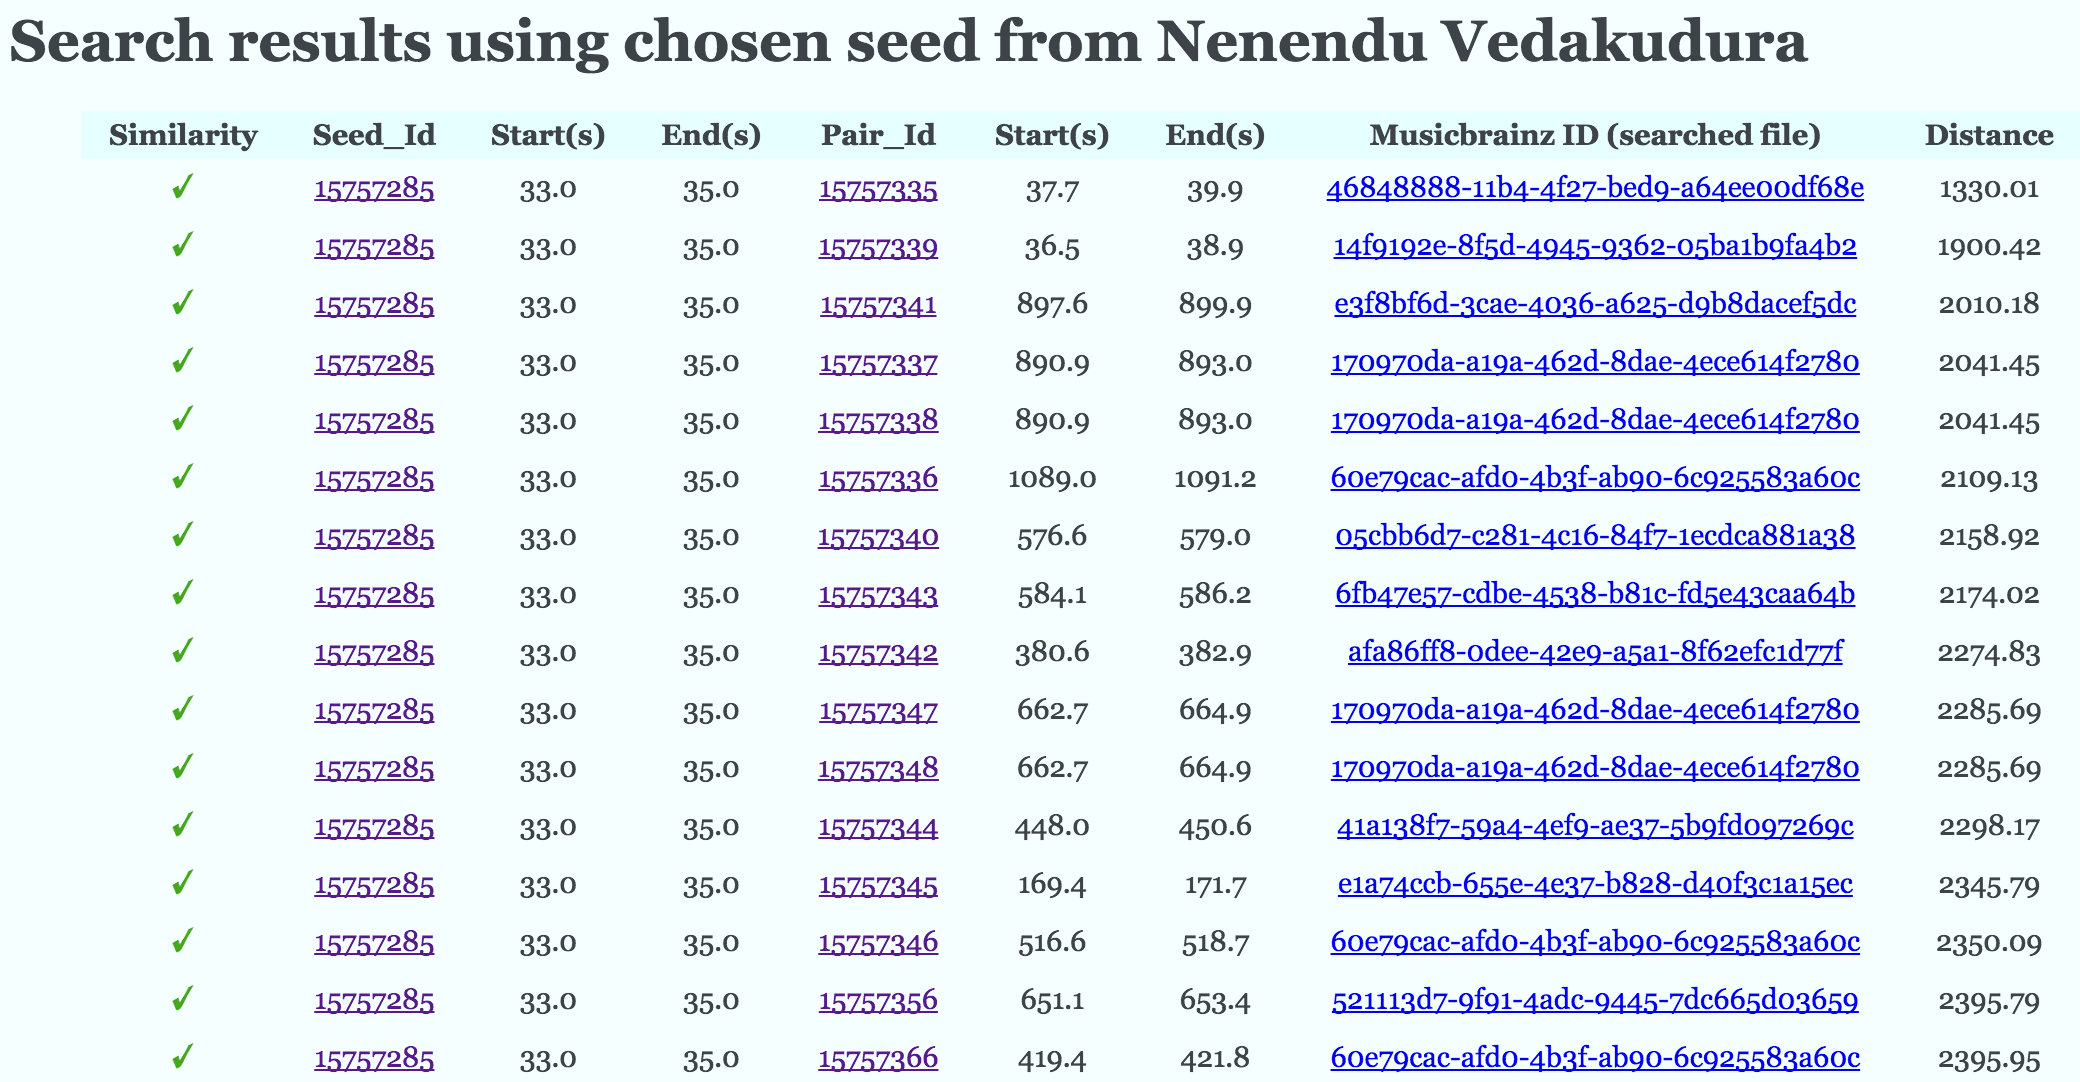 Search results using chosen seed from Nenendu Vedakudura
Similarity Seed_Id Start(s) End(s) Pair_Id Start(s) End(s) Musicbrainz ID (searched file) Distance
✓ 15757285 33.0 35.0 15757335 37.7 39.9 46848888-11b4-4f27-bed9-a64ee00df68e 1330.01
✓ 15757285 33.0 35.0 15757339 36.5 38.9 14f9192e-8f5d-4945-9362-05ba1b9fa4b2 1900.42
✓ 15757285 33.0 35.0 15757341 897.6 899.9 e3f8bf6d-3cae-4036-a625-d9b8dacef5dc 2010.18
✓ 15757285 33.0 35.0 15757337 890.9 893.0 170970da-a19a-462d-8dae-4ece614f2780 2041.45
✓ 15757285 33.0 35.0 15757338 890.9 893.0 170970da-a19a-462d-8dae-4ece614f2780 2041.45
✓ 15757285 33.0 35.0 15757336 1089.0 1091.2 60e79cac-afd0-4b3f-ab90-6c925583a60c 2109.13
✓ 15757285 33.0 35.0 15757340 576.6 579.0 05cbb6d7-c281-4c16-84f7-1ecdca881a38 2158.92
✓ 15757285 33.0 35.0 15757343 584.1 586.2 6fb47e57-cdbe-4538-b81c-fd5e43caa64b 2174.02
✓ 15757285 33.0 35.0 15757342 380.6 382.9 afa86ff8-0dee-42e9-a5a1-8f62efc1d77f 2274.83
✓ 15757285 33.0 35.0 15757347 662.7 664.9 170970da-a19a-462d-8dae-4ece614f2780 2285.69
✓ 15757285 33.0 35.0 15757348 662.7 664.9 170970da-a19a-462d-8dae-4ece614f2780 2285.69
✓ 15757285 33.0 35.0 15757344 448.0 450.6 41a138f7-59a4-4ef9-ae37-5b9fd097269c 2298.17
✓ 15757285 33.0 35.0 15757345 169.4 171.7 e1a74ccb-655e-4e37-b828-d40f3c1a15ec 2345.79
✓ 15757285 33.0 35.0 15757346 516.6 518.7 60e79cac-afd0-4b3f-ab90-6c925583a60c 2350.09
✓ 15757285 33.0 35.0 15757356 651.1 653.4 521113d7-9f91-4adc-9445-7dc665d03659 2395.79
✓ 15757285 33.0 35.0 15757366 419.4 421.8 60e79cac-afd0-4b3f-ab90-6c925583a60c 2395.95